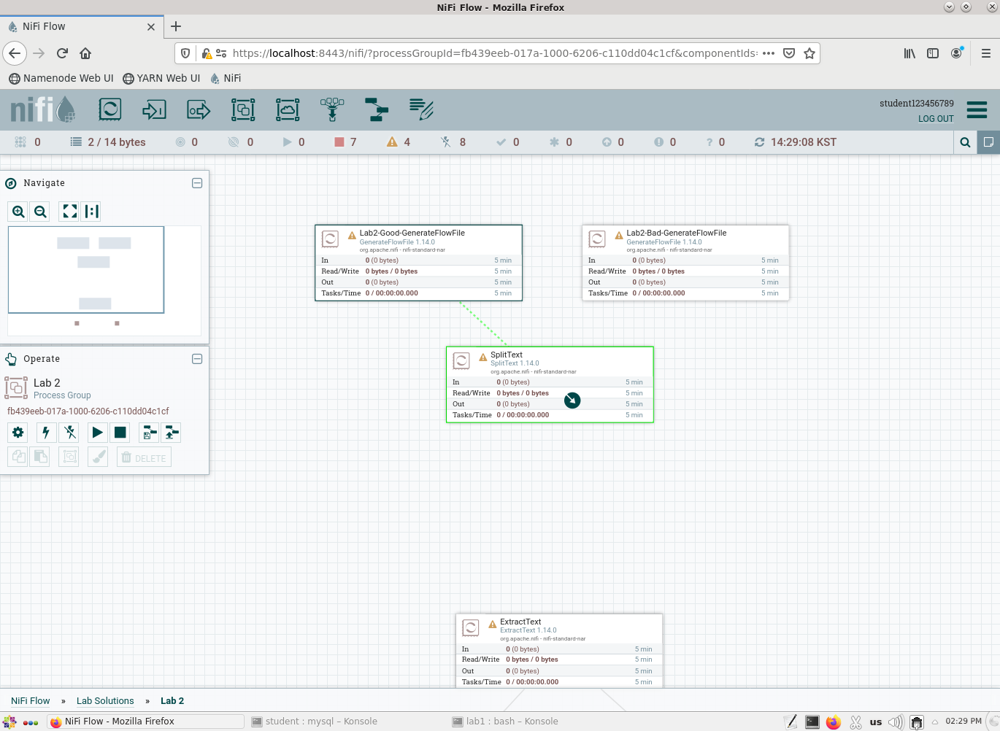 NiFi Flow - Mozilla Firefox
NiFi Flow
https://localhost:8443/nifi/?processGroupId=fb439eeb-017a-1000-6206-c110dd04c1cf&componentIds=
Namenode Web UI YARN Web UI NiFi
nifi
student123456789
LOG OUT
0 2 / 14 bytes 0 0 0 7 4 8 0 0 0 0 ? 0 14:29:08 KST
Navigate
Operate
Lab 2
Process Group
fb439eeb-017a-1000-6206-c110dd04c1cf
DELETE
Lab2-Good-GenerateFlowFile
GenerateFlowFile 1.14.0
org.apache.nifi - nifi-standard-nar
In 0 (0 bytes) 5 min
Read/Write 0 bytes / 0 bytes 5 min
Out 0 (0 bytes) 5 min
Tasks/Time 0 / 00:00:00.000 5 min
Lab2-Bad-GenerateFlowFile
GenerateFlowFile 1.14.0
org.apache.nifi - nifi-standard-nar
In 0 (0 bytes) 5 min
Read/Write 0 bytes / 0 bytes 5 min
Out 0 (0 bytes) 5 min
Tasks/Time 0 / 00:00:00.000 5 min
SplitText
SplitText 1.14.0
org.apache.nifi - nifi-standard-nar
In 0 (0 bytes) 5 min
Read/Write 0 bytes / 0 bytes 5 min
Out 0 (0 bytes) 5 min
Tasks/Time 0 / 00:00:00.000 5 min
ExtractText
ExtractText 1.14.0
org.apache.nifi - nifi-standard-nar
In 0 (0 bytes) 5 min
Read/Write 0 bytes / 0 bytes 5 min
Out 0 (0 bytes) 5 min
Tasks/Time 0 / 00:00:00.000 5 min
NiFi Flow » Lab Solutions » Lab 2
NiFi Flow - Mozilla Firefox student : mysql – Konsole lab1 : bash – Konsole us 02:29 PM